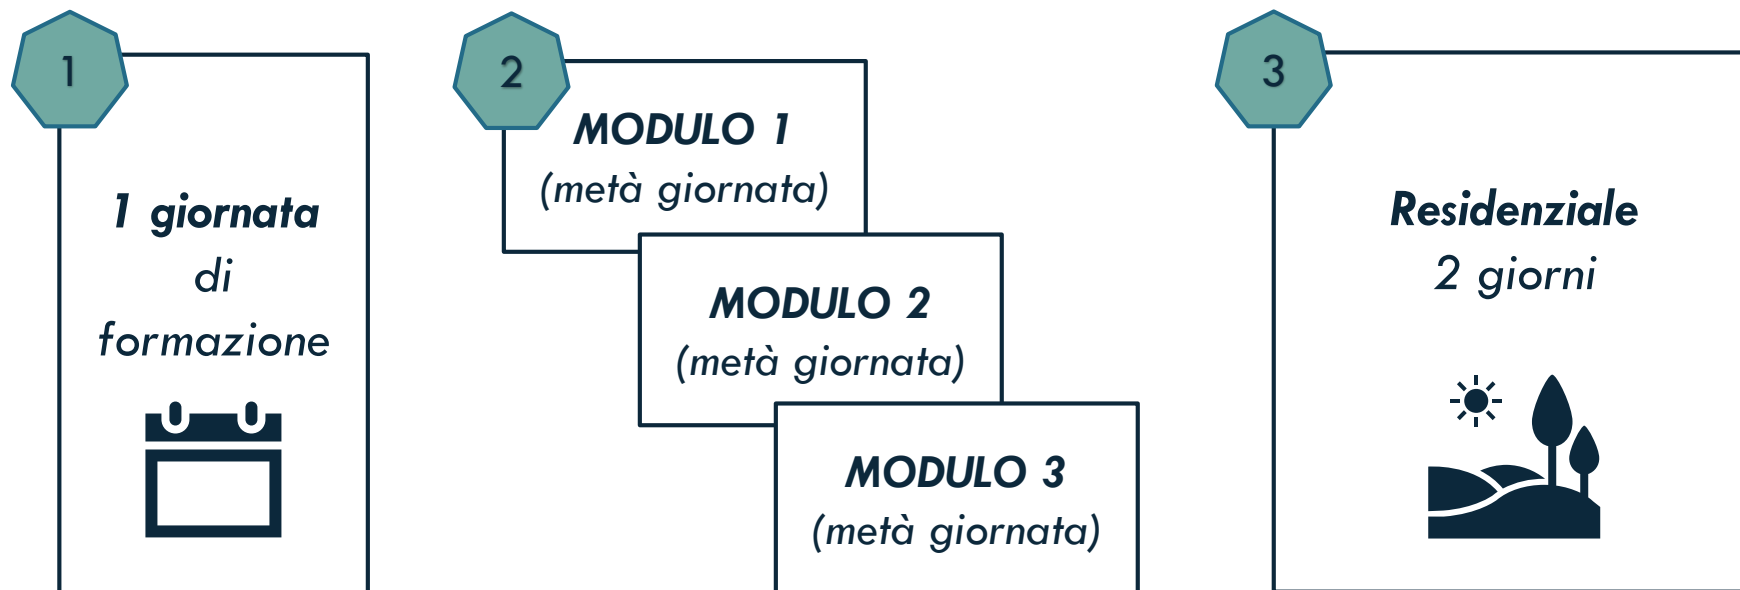 1
1 giornata
di
formazione
2
MODULO 1
(metà giornata)
MODULO 2
(metà giornata)
MODULO 3
(metà giornata)
3
Residenziale
2 giorni